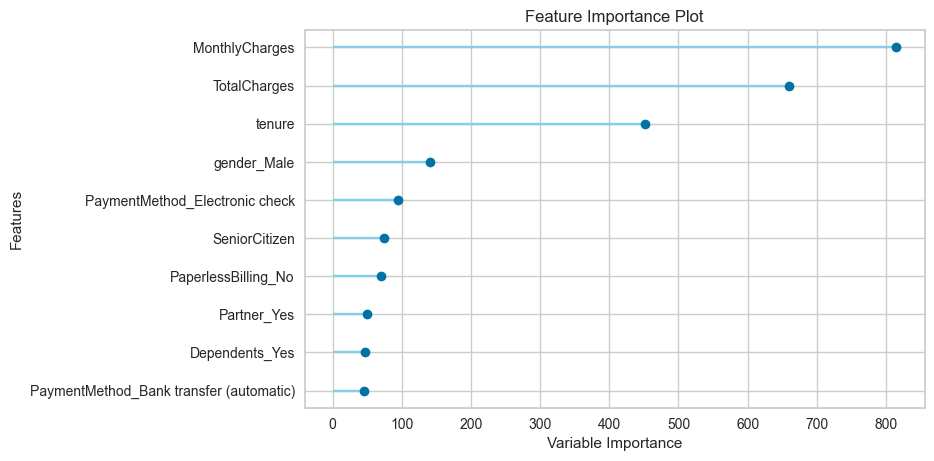 Feature Importance Plot
MonthlyCharges
TotalCharges
tenure
gender_Male
PaymentMethod_Electronic check
SeniorCitizen
PaperlessBilling_No
Partner_Yes
Dependents_Yes
PaymentMethod_Bank transfer (automatic)
Features
0 100 200 300 400 500 600 700 800
Variable Importance